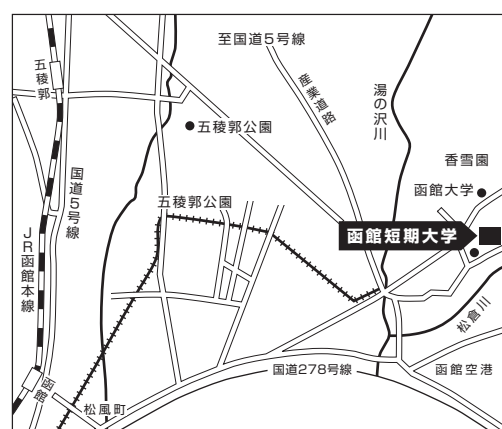 至国道5号線
五稜郭
産業道路
湯の沢川
五稜郭公園
香雪園
函館大学
国道5号線
五稜郭公園
函館短期大学
JR函館本線
松倉川
国道278号線
函館空港
函館
松風町